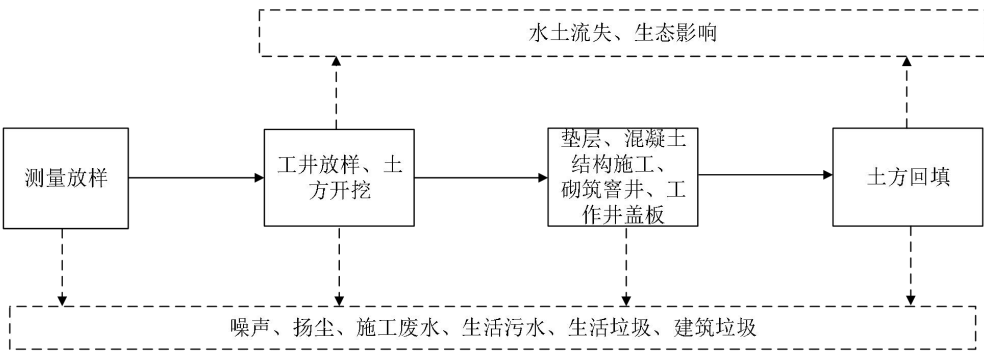 水土流失、生态影响
测量放样
工井放样、土
方开挖
垫层、混凝土
结构施工、
砌筑窨井、工
作井盖板
土方回填
噪声、扬尘、施工废水、生活污水、生活垃圾、建筑垃圾